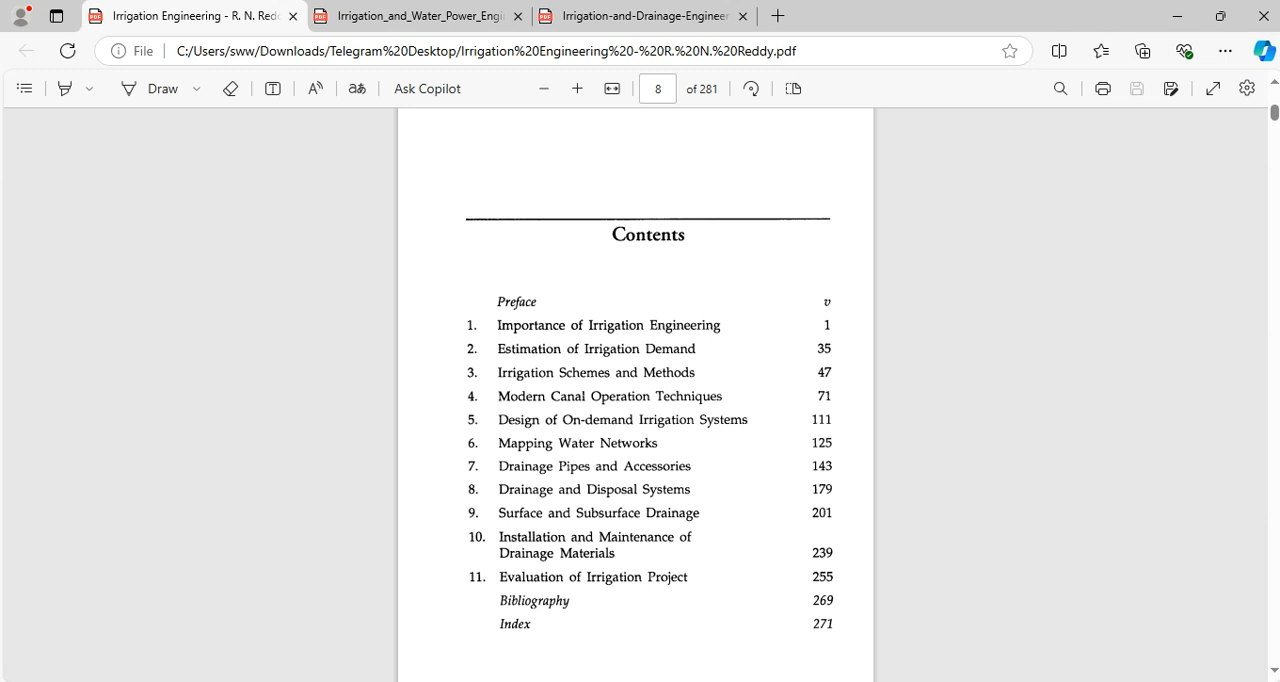 Irrigation Engineering - R. N. Redd
Irrigation_and_Water_Power_Engi
Irrigation-and-Drainage-Engineer
File
C:/Users/sww/Downloads/Telegram%20Desktop/Irrigation%20Engineering%20-%20R.%20N.%20Reddy.pdf
Draw
aあ
Ask Copilot
8 of 281
Contents
Preface v
1. Importance of Irrigation Engineering 1
2. Estimation of Irrigation Demand 35
3. Irrigation Schemes and Methods 47
4. Modern Canal Operation Techniques 71
5. Design of On-demand Irrigation Systems 111
6. Mapping Water Networks 125
7. Drainage Pipes and Accessories 143
8. Drainage and Disposal Systems 179
9. Surface and Subsurface Drainage 201
10. Installation and Maintenance of
Drainage Materials 239
11. Evaluation of Irrigation Project 255
Bibliography 269
Index 271